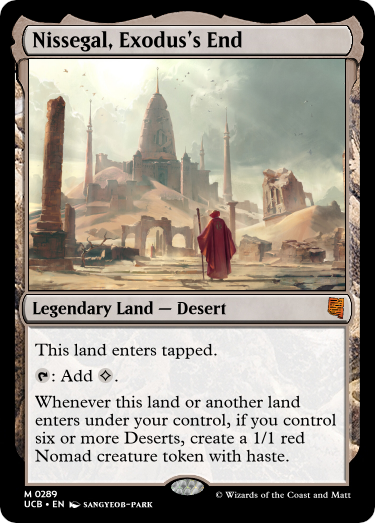 Nissegal, Exodus's End
Legendary Land — Desert
This land enters tapped.
: Add .
Whenever this land or another land
enters under your control, if you control
six or more Deserts, create a 1/1 red
Nomad creature token with haste.
M 0289
UCB • EN SANGYEOB-PARK
© Wizards of the Coast and Matt